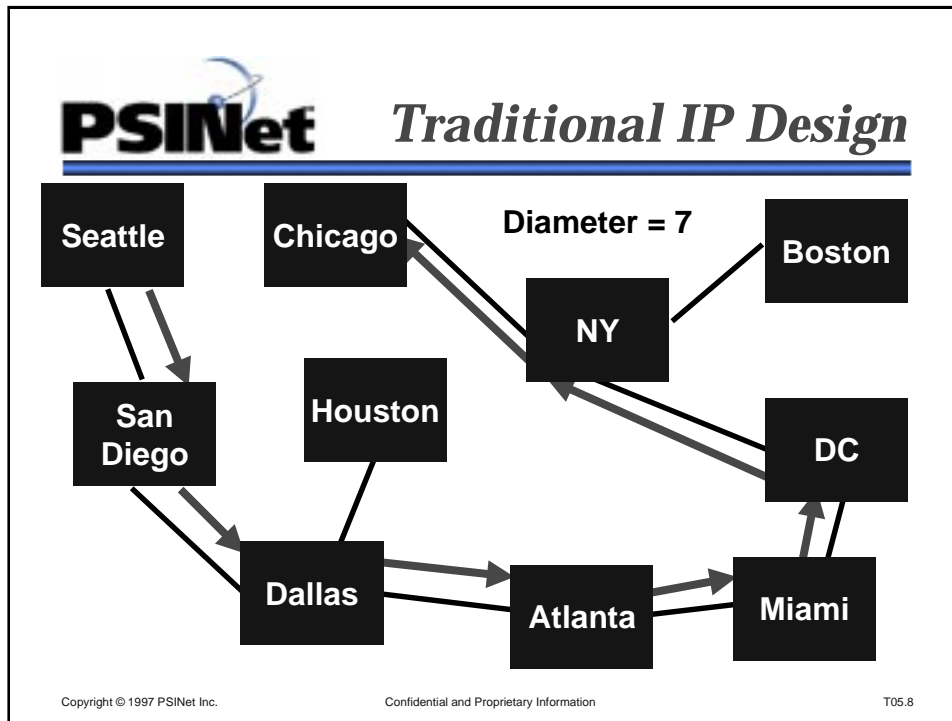 PSINet
Traditional IP Design
Seattle
Chicago
Diameter = 7
Boston
NY
San
Diego
Houston
DC
Dallas
Atlanta
Miami
Copyright © 1997 PSINet Inc.
Confidential and Proprietary Information
T05.8